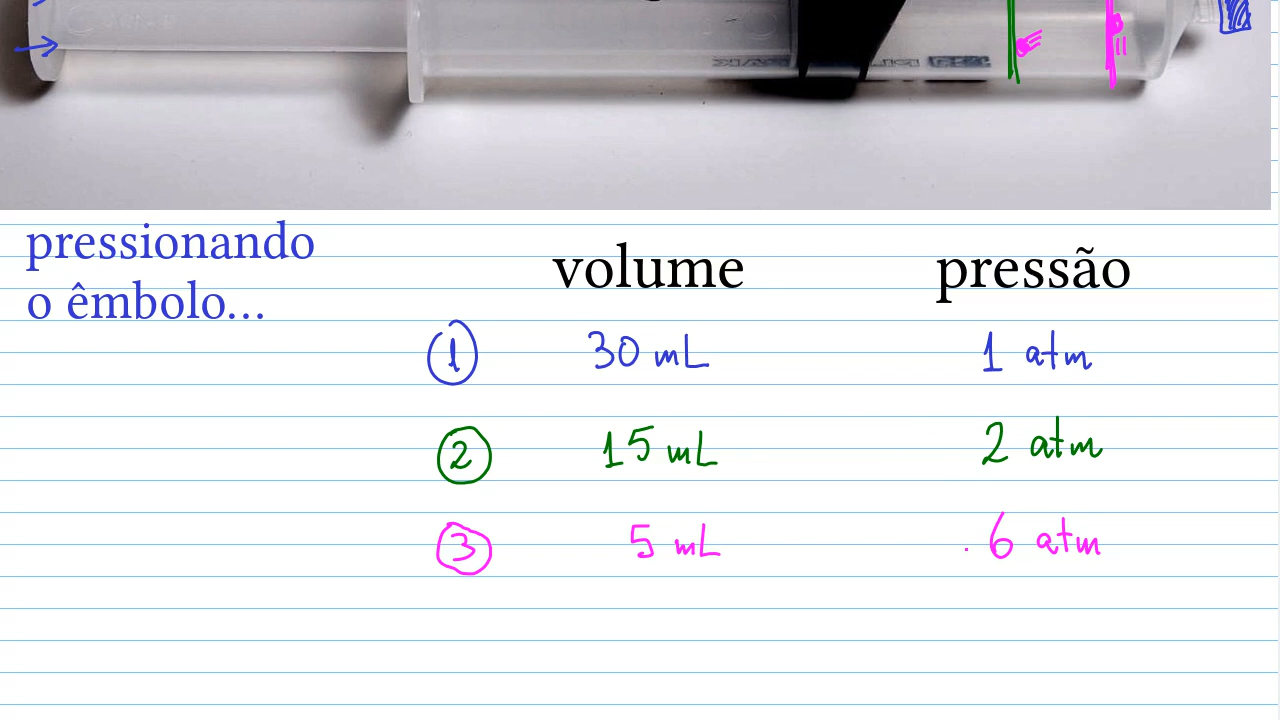 pressionando
o êmbolo...
volume pressão
1 30 mL 1 atm
2 15 mL 2 atm
3 5 mL 6 atm